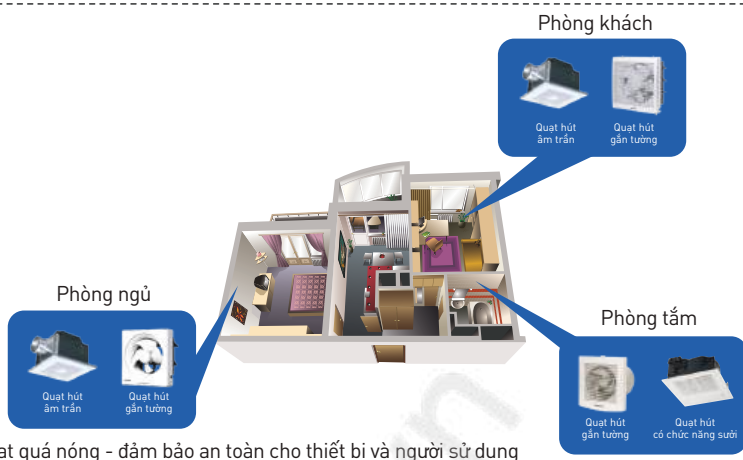 Phòng khách
Quạt hút
âm trần
Quạt hút
gắn tường
Phòng ngủ
Quạt hút
âm trần
Quạt hút
gắn tường
Phòng tắm
Quạt hút
gắn tường
Quạt hút
có chức năng sưởi
quá nóng - đảm bảo an toàn cho thiết bị và người sử dụng